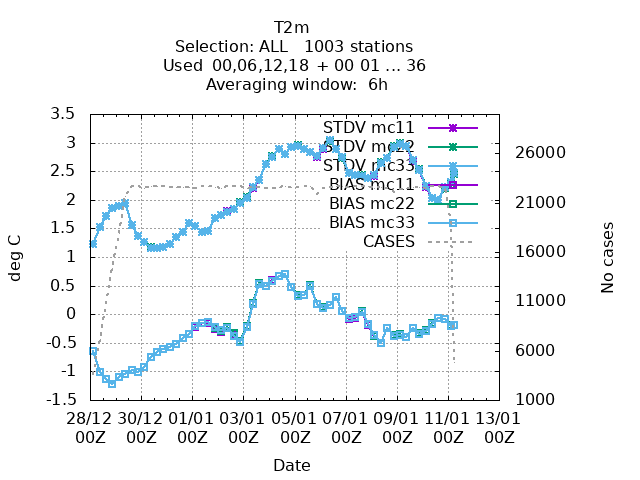 T2m
Selection: ALL 1003 stations
Used 00,06,12,18 + 00 01 ... 36
Averaging window: 6h
3.5
3
2.5
2
1.5
1
0.5
0
-0.5
-1
-1.5
deg C
STDV mc11
STDV mc22
STDV mc33
BIAS mc11
BIAS mc22
BIAS mc33
CASES
26000
21000
16000
11000
6000
1000
No cases
28/12 30/12 01/01 03/01 05/01 07/01 09/01 11/01 13/01
00Z 00Z 00Z 00Z 00Z 00Z 00Z 00Z 00Z
Date